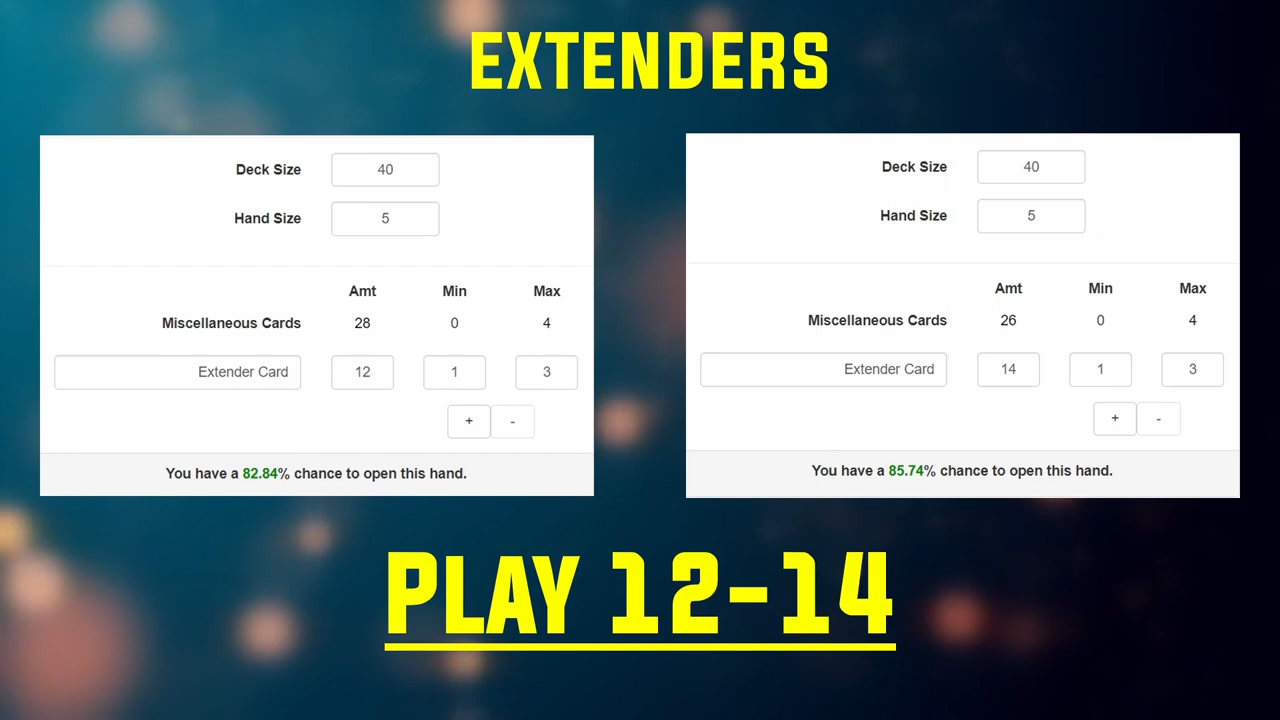 EXTENDERS
Deck Size 40
Hand Size 5
Amt Min Max
Miscellaneous Cards 28 0 4
Extender Card 12 1 3
+ -
You have a 82.84% chance to open this hand.
Deck Size 40
Hand Size 5
Amt Min Max
Miscellaneous Cards 26 0 4
Extender Card 14 1 3
+ -
You have a 85.74% chance to open this hand.
PLAY 12-14